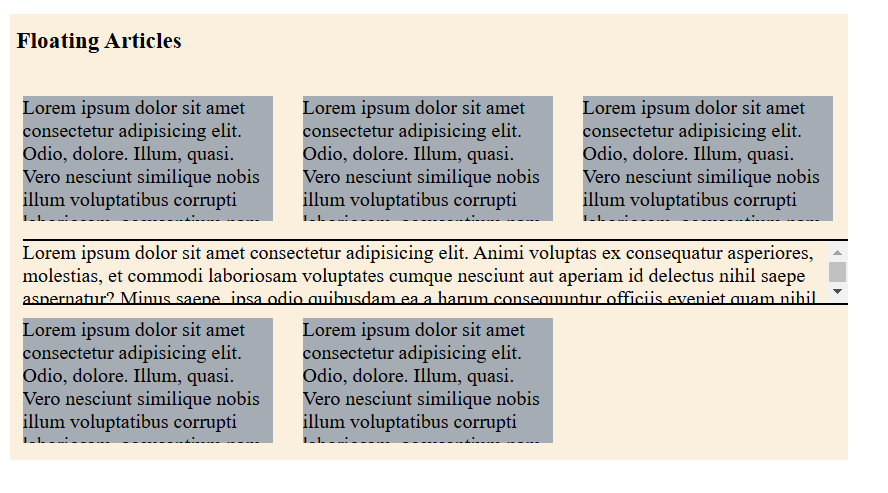 Floating Articles
Lorem ipsum dolor sit amet
consectetur adipisicing elit.
Odio, dolore. Illum, quasi.
Vero nesciunt similique nobis
illum voluptatibus corrupti
Lorem ipsum dolor sit amet
consectetur adipisicing elit.
Odio, dolore. Illum, quasi.
Vero nesciunt similique nobis
illum voluptatibus corrupti
Lorem ipsum dolor sit amet
consectetur adipisicing elit.
Odio, dolore. Illum, quasi.
Vero nesciunt similique nobis
illum voluptatibus corrupti
Lorem ipsum dolor sit amet consectetur adipisicing elit. Animi voluptas ex consequatur asperiores,
molestias, et commodi laboriosam voluptates cumque nesciunt aut aperiam id delectus nihil saepe
aspernatur? Minus saepe, ipsa odio quibusdam ea a harum consequuntur officiis eveniet quam nihil
Lorem ipsum dolor sit amet
consectetur adipisicing elit.
Odio, dolore. Illum, quasi.
Vero nesciunt similique nobis
illum voluptatibus corrupti
Lorem ipsum dolor sit amet
consectetur adipisicing elit.
Odio, dolore. Illum, quasi.
Vero nesciunt similique nobis
illum voluptatibus corrupti